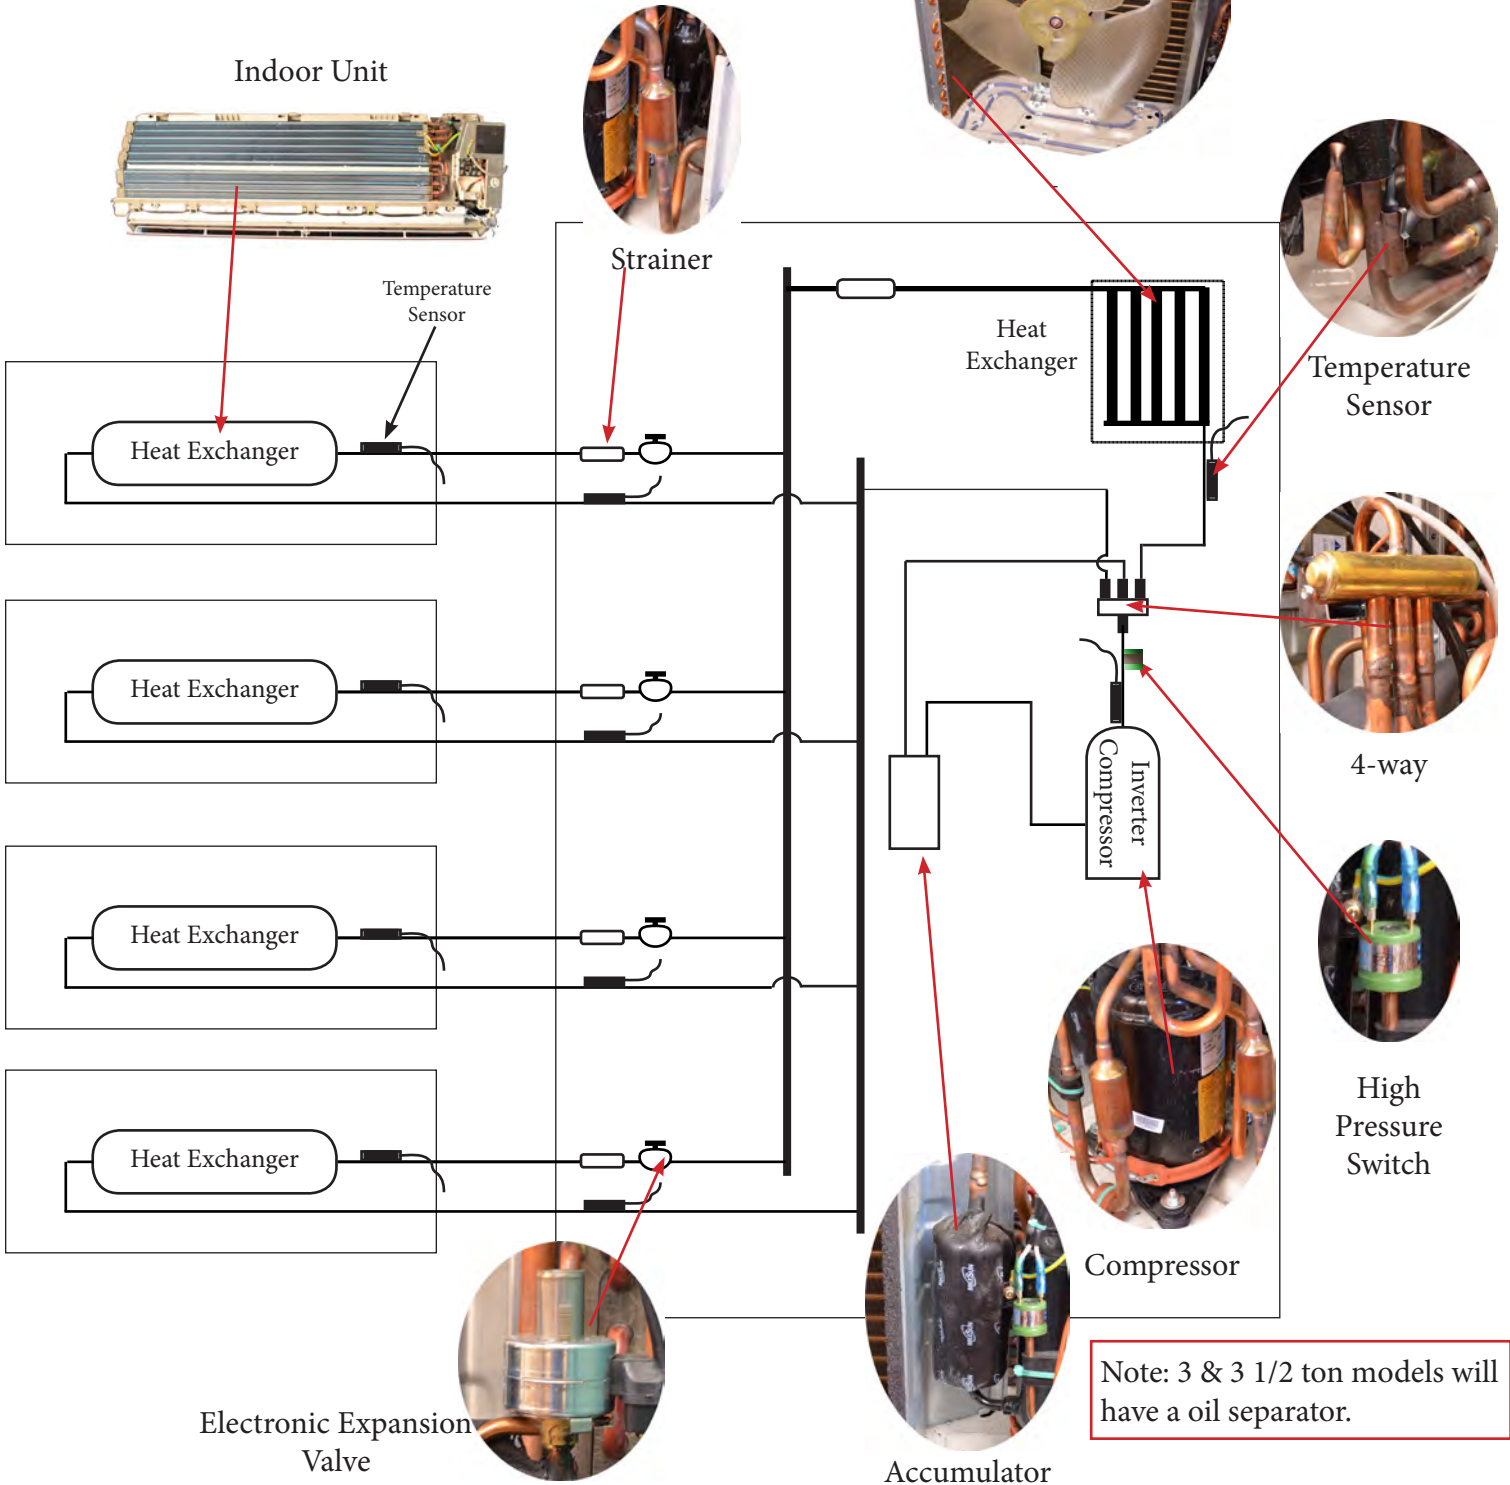 Indoor Unit
Strainer
Temperature
Sensor
Heat
Exchanger
Temperature
Sensor
Heat Exchanger
Heat Exchanger
4-way
Inverter
Compressor
Heat Exchanger
High
Pressure
Switch
Heat Exchanger
Compressor
Note: 3 & 3 1/2 ton models will
have a oil separator.
Electronic Expansion
Valve
Accumulator